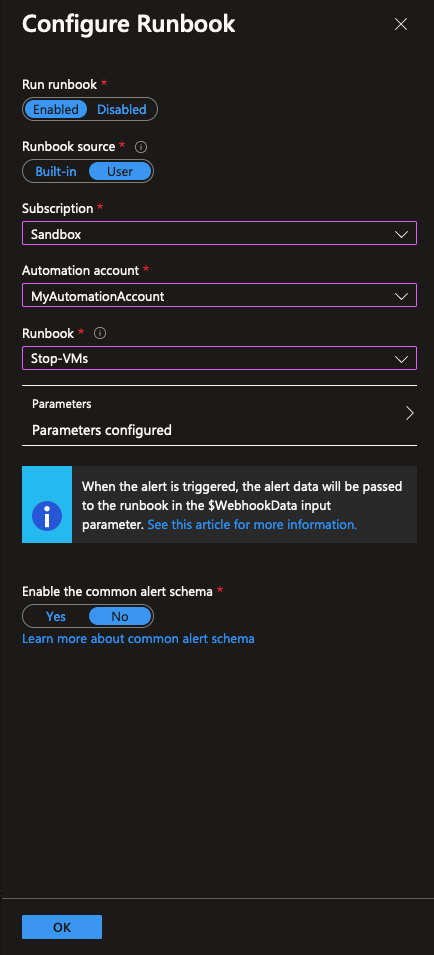 Configure Runbook
Run runbook *
Enabled Disabled
Runbook source *
Built-in User
Subscription *
Sandbox
Automation account *
MyAutomationAccount
Runbook *
Stop-VMs
Parameters
Parameters configured
When the alert is triggered, the alert data will be passed
to the runbook in the $WebhookData input
parameter. See this article for more information.
Enable the common alert schema *
Yes No
Learn more about common alert schema
OK